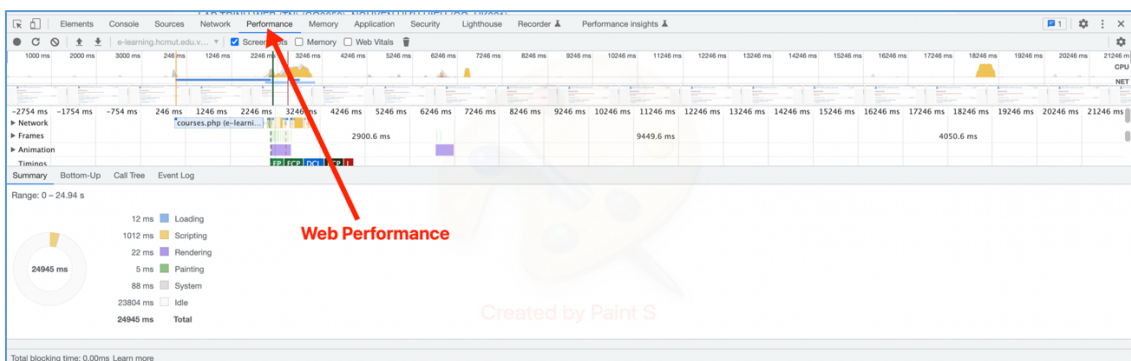 Elements Console Sources Network Performance Memory Application Security Lighthouse Recorder Performance insights 1
e-learning.hcmut.edu.v... Screenshots Memory Web Vitals
1000 ms 2000 ms 3000 ms 246 ms 1246 ms 2246 ms 3246 ms 4246 ms 5246 ms 6246 ms 7246 ms 8246 ms 9246 ms 10246 ms 11246 ms 12246 ms 13246 ms 14246 ms 15246 ms 16246 ms 17246 ms 18246 ms 19246 ms 20246 ms 21246 m
CPU
NET
-2754 ms -1754 ms -754 ms 246 ms 1246 ms 2246 ms 3246 ms 4246 ms 5246 ms 6246 ms 7246 ms 8246 ms 9246 ms 10246 ms 11246 ms 12246 ms 13246 ms 14246 ms 15246 ms 16246 ms 17246 ms 18246 ms 19246 ms 20246 ms 21246 m
Network courses.php (e-learni...
Frames 2900.6 ms 9449.6 ms 4050.6 ms
Animation
Timings FP FCP DCL LCP L
Summary Bottom-Up Call Tree Event Log
Range: 0 – 24.94 s
12 ms Loading
1012 ms Scripting
Web Performance
22 ms Rendering
24945 ms
5 ms Painting
88 ms System
23804 ms Idle
24945 ms Total
Created by Paint S
Total blocking time: 0.00ms Learn more